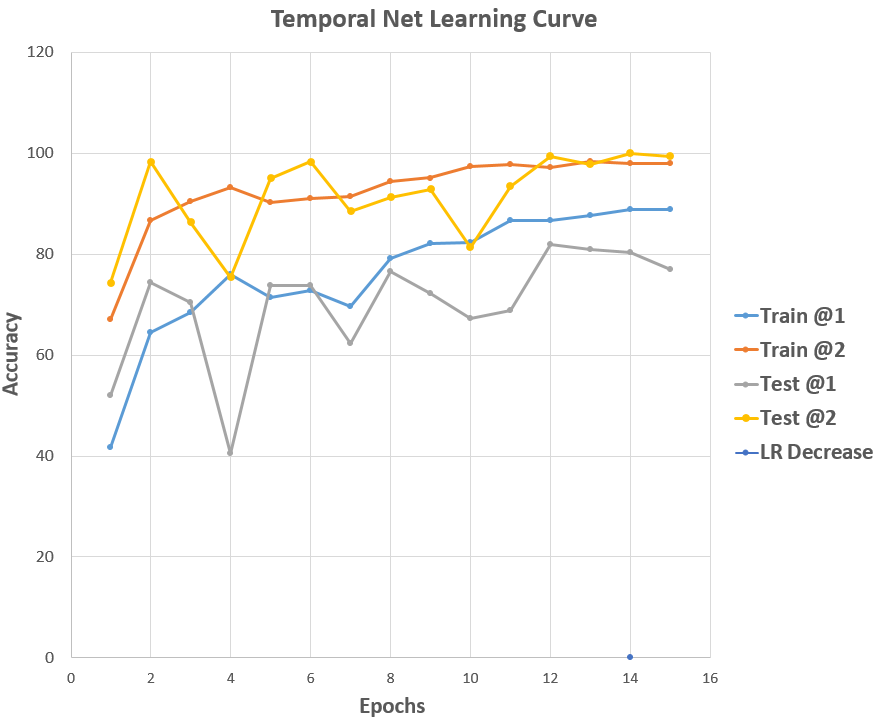 Temporal Net Learning Curve
120
100
80
60
40
20
0
Accuracy
0 2 4 6 8 10 12 14 16
Epochs
Train @1
Train @2
Test @1
Test @2
LR Decrease